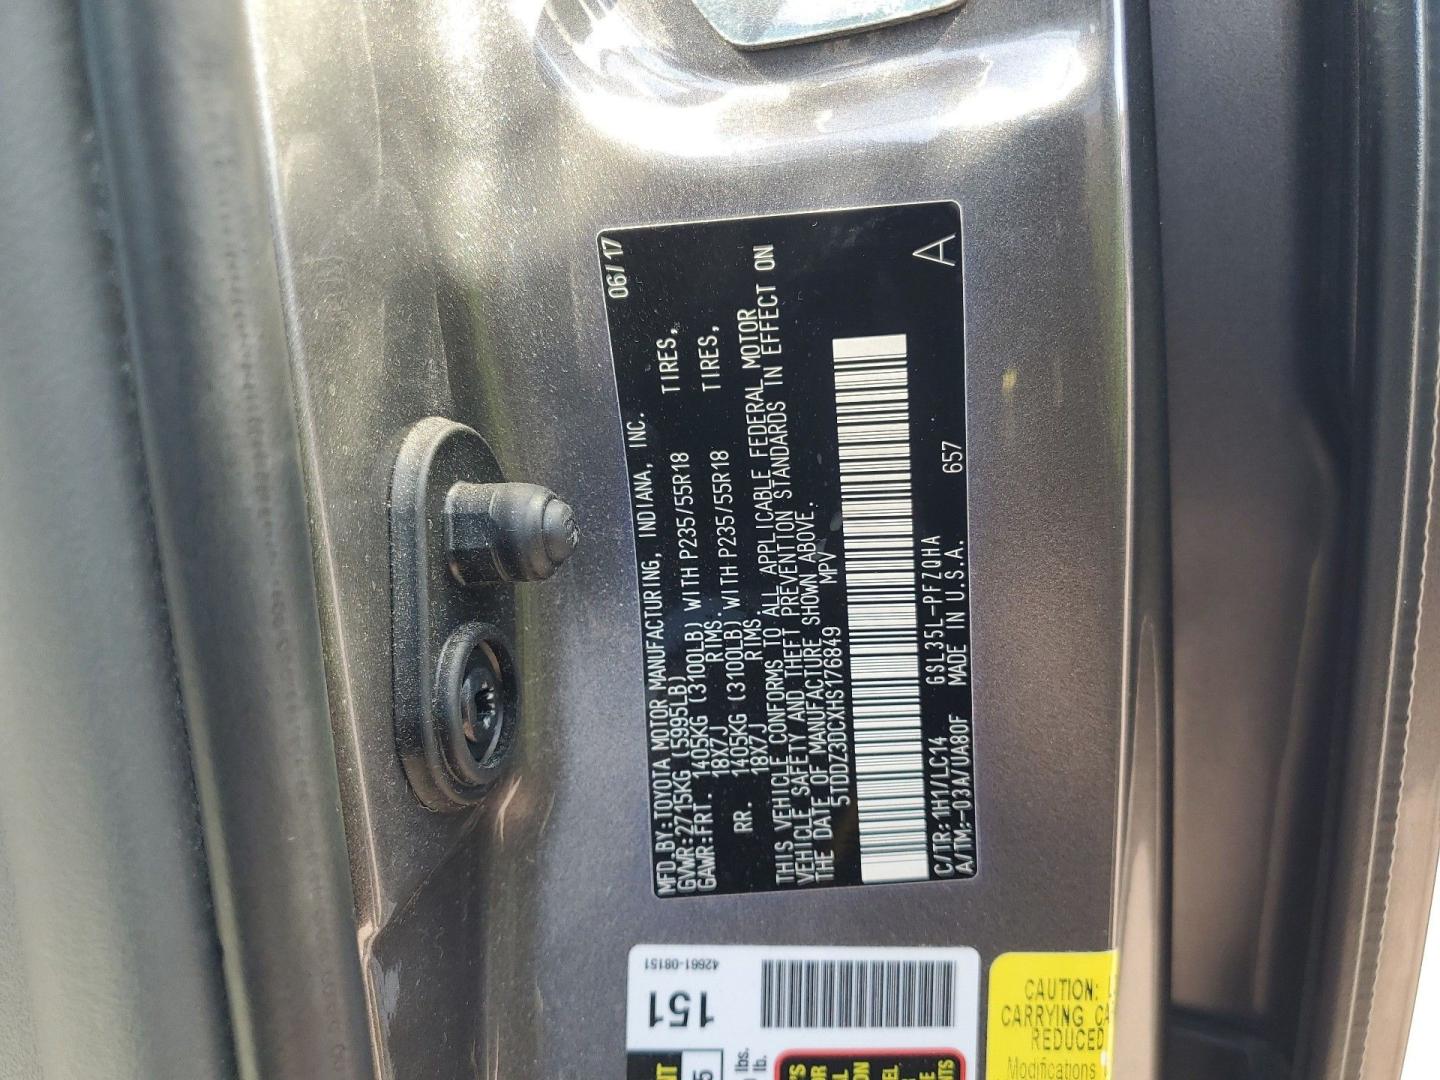 MFD.BY:TOYOTA MOTOR MANUFACTURING, INDIANA, INC. 06/17
GVWR:2715KG (5995LB)
GAWR:FRT. 1405KG (3100LB) WITH P235/55R18 TIRES,
18X7J RIMS.
RR. 1405KG (3100LB) WITH P235/55R18 TIRES,
18X7J RIMS.
THIS VEHICLE CONFORMS TO ALL APPLICABLE FEDERAL MOTOR
VEHICLE SAFETY AND THEFT PREVENTION STANDARDS IN EFFECT ON
THE DATE OF MANUFACTURE SHOWN ABOVE.
5TDDZ3DCXHS176849 MPV
C/TR:1H1/LC14 GSL35L-PFZQHA 657
A/TM:-03A/UA80F MADE IN U.S.A. A
42661-08151
151
lbs.
lb.
CAUTION:
CARRYING
REDUCED
Modifications